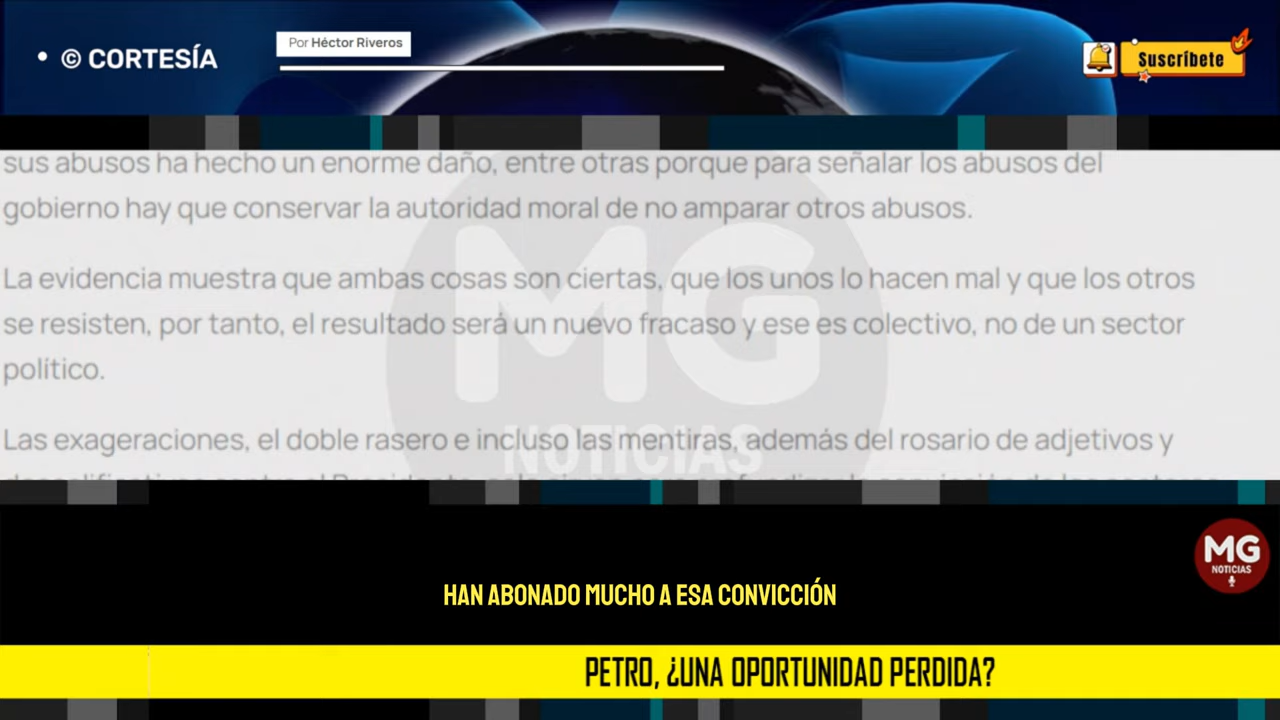 • © CORTESÍA
Por Héctor Riveros
Suscríbete
sus abusos ha hecho un enorme daño, entre otras porque para señalar los abusos del
gobierno hay que conservar la autoridad moral de no amparar otros abusos.
La evidencia muestra que ambas cosas son ciertas, que los unos lo hacen mal y que los otros
se resisten, por tanto, el resultado será un nuevo fracaso y ese es colectivo, no de un sector
político.
Las exageraciones, el doble rasero e incluso las mentiras, además del rosario de adjetivos y
MG
NOTICIAS
MG
NOTICIAS
HAN ABONADO MUCHO A ESA CONVICCIÓN
PETRO, ¿UNA OPORTUNIDAD PERDIDA?